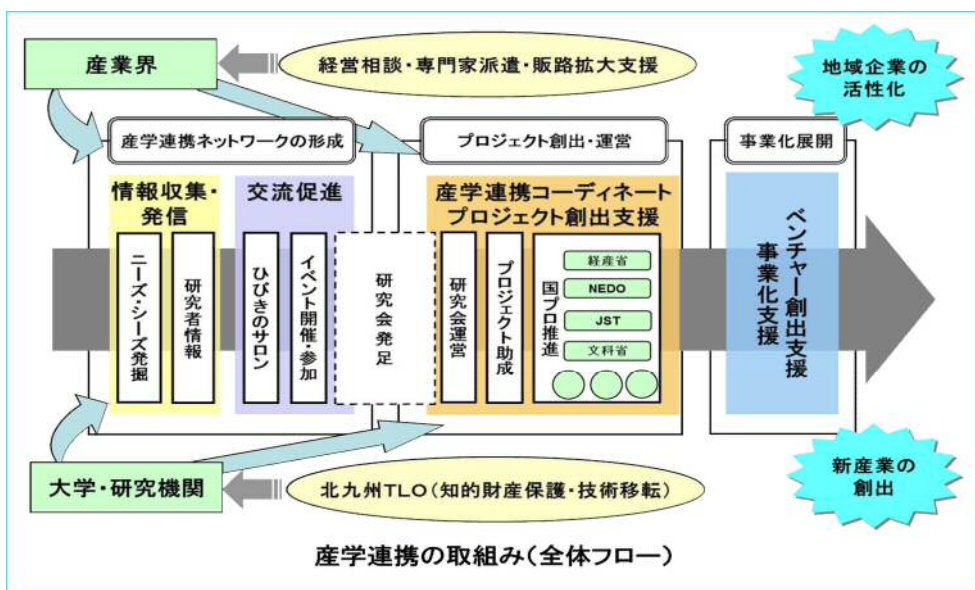 産業界
経営相談・専門家派遣・販路拡大支援
地域企業の
活性化
産学連携ネットワークの形成
プロジェクト創出・運営
事業化展開
情報収集・
発信
交流促進
産学連携コーディネート
プロジェクト創出支援
ニーズ・シーズ発掘
研究者情報
ひびきのサロン
イベント開催・参加
研究会発足
研究会運営
プロジェクト助成
国プロ推進
経産省
NEDO
JST
文科省
ベンチャー創出支援
事業化支援
大学・研究機関
北九州TLO(知的財産保護・技術移転)
新産業の
創出
産学連携の取組み(全体フロー)